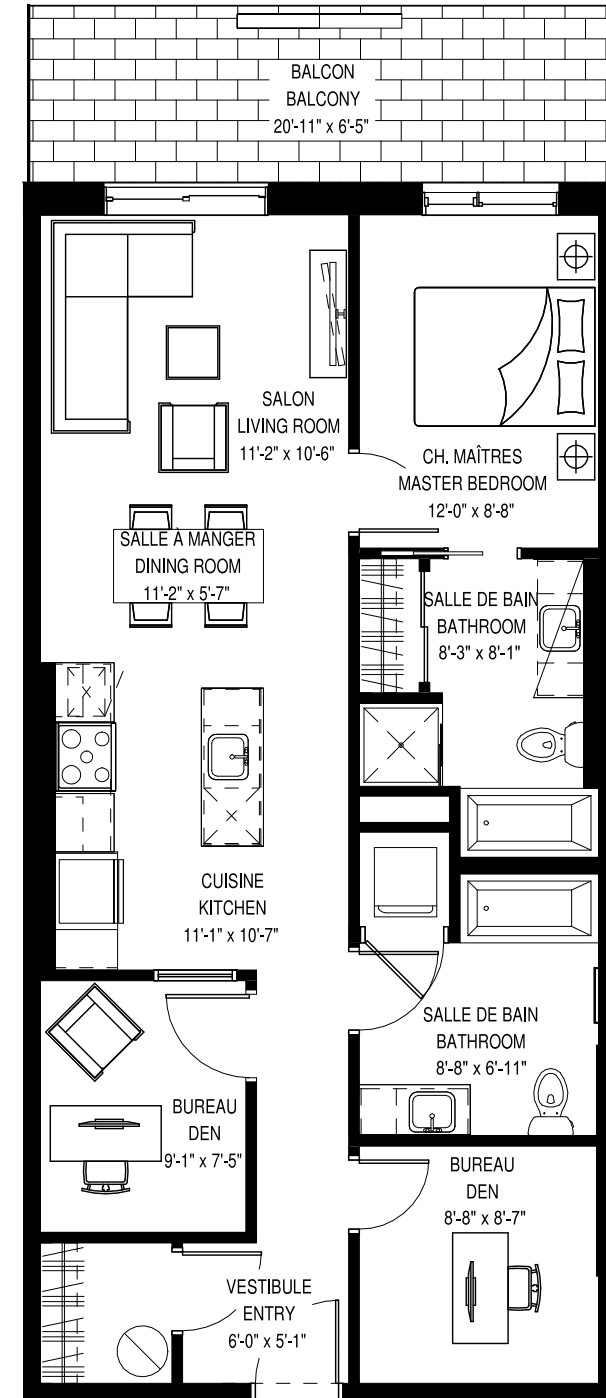 BALCON
BALCONY
20'-11" x 6'-5"
SALON
LIVING ROOM
11'-2" x 10'-6"
CH. MAÎTRES
MASTER BEDROOM
12'-0" x 8'-8"
SALLE À MANGER
DINING ROOM
11'-2" x 5'-7"
SALLE DE BAIN
BATHROOM
8'-3" x 8'-1"
CUISINE
KITCHEN
11'-1" x 10'-7"
SALLE DE BAIN
BATHROOM
8'-8" x 6'-11"
BUREAU
DEN
9'-1" x 7'-5"
BUREAU
DEN
8'-8" x 8'-7"
VESTIBULE
ENTRY
6'-0" x 5'-1"